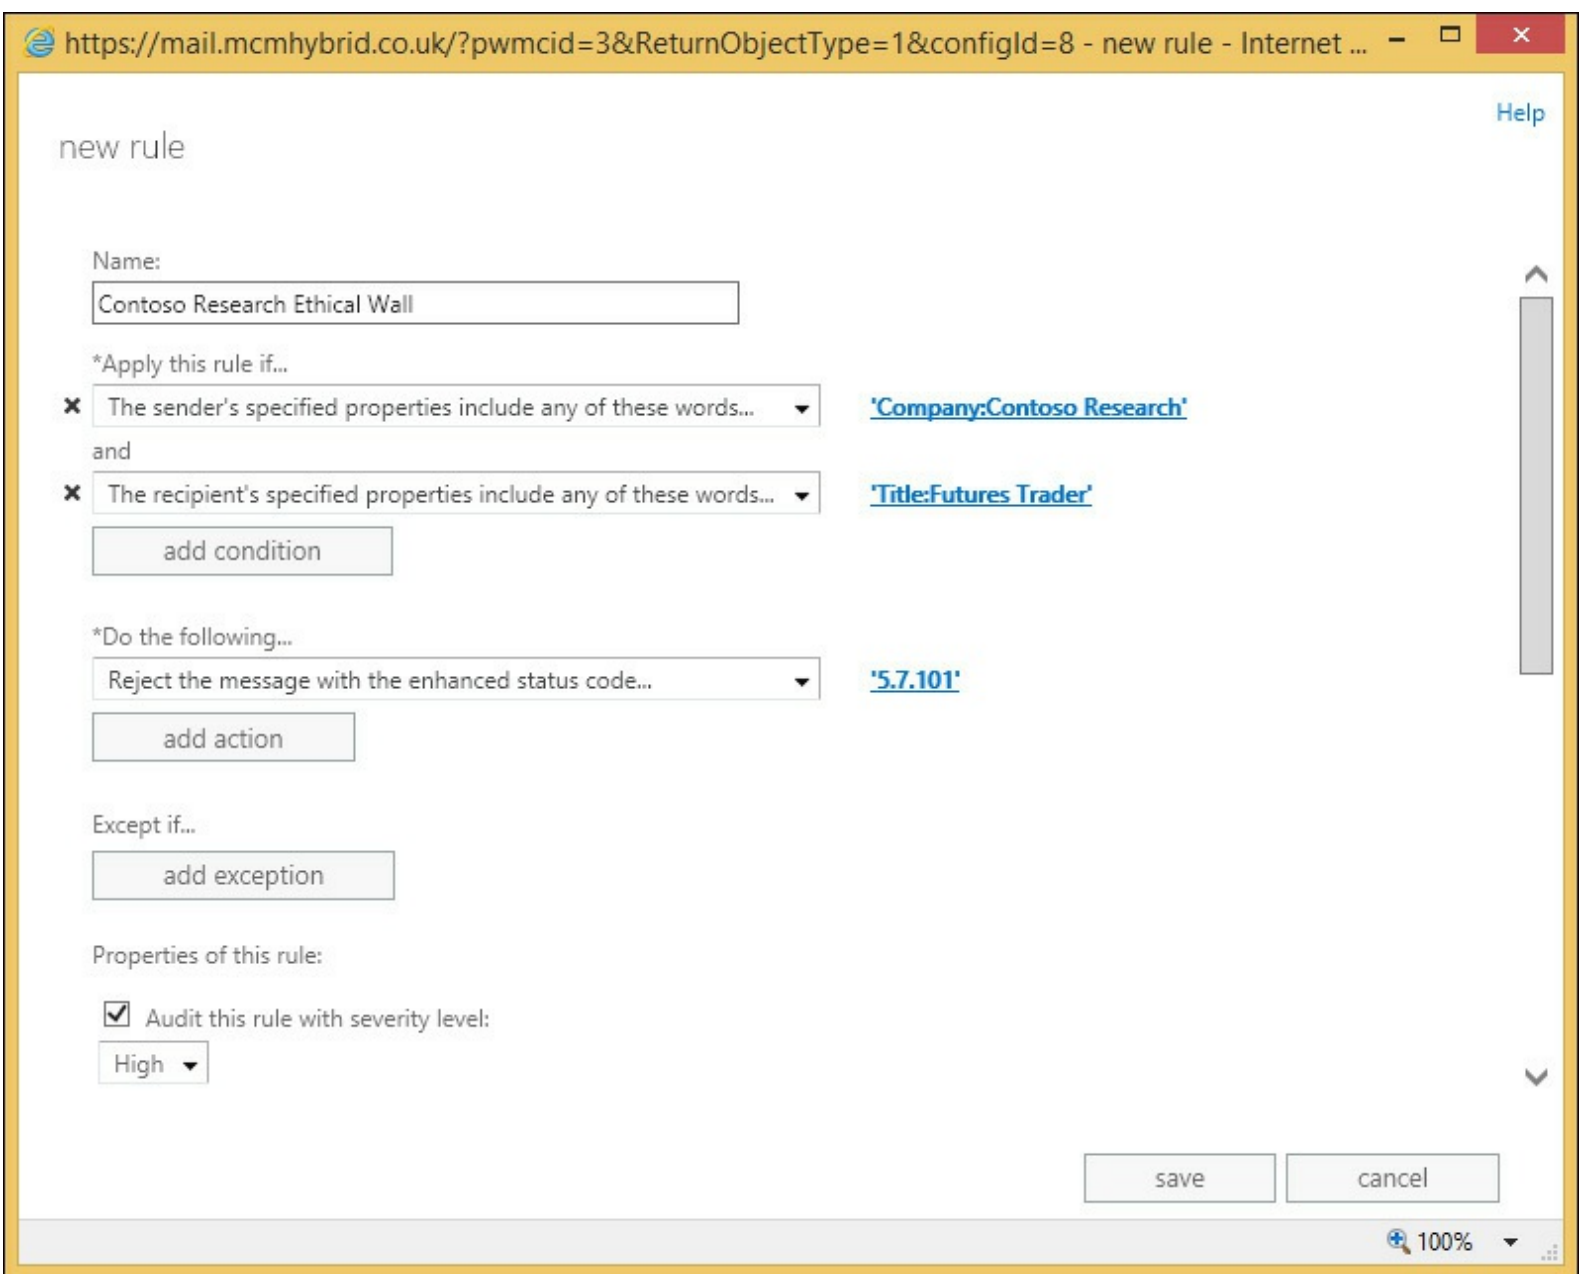 https://mail.mcmhybrid.co.uk/?pwmcid=3&ReturnObjectType=1&configId=8 - new rule - Internet ...
Help
new rule
Name:
Contoso Research Ethical Wall
*Apply this rule if...
The sender's specified properties include any of these words... 'Company:Contoso Research'
and
The recipient's specified properties include any of these words... 'Title:Futures Trader'
add condition
*Do the following...
Reject the message with the enhanced status code... '5.7.101'
add action
Except if...
add exception
Properties of this rule:
Audit this rule with severity level:
High
save cancel
100%